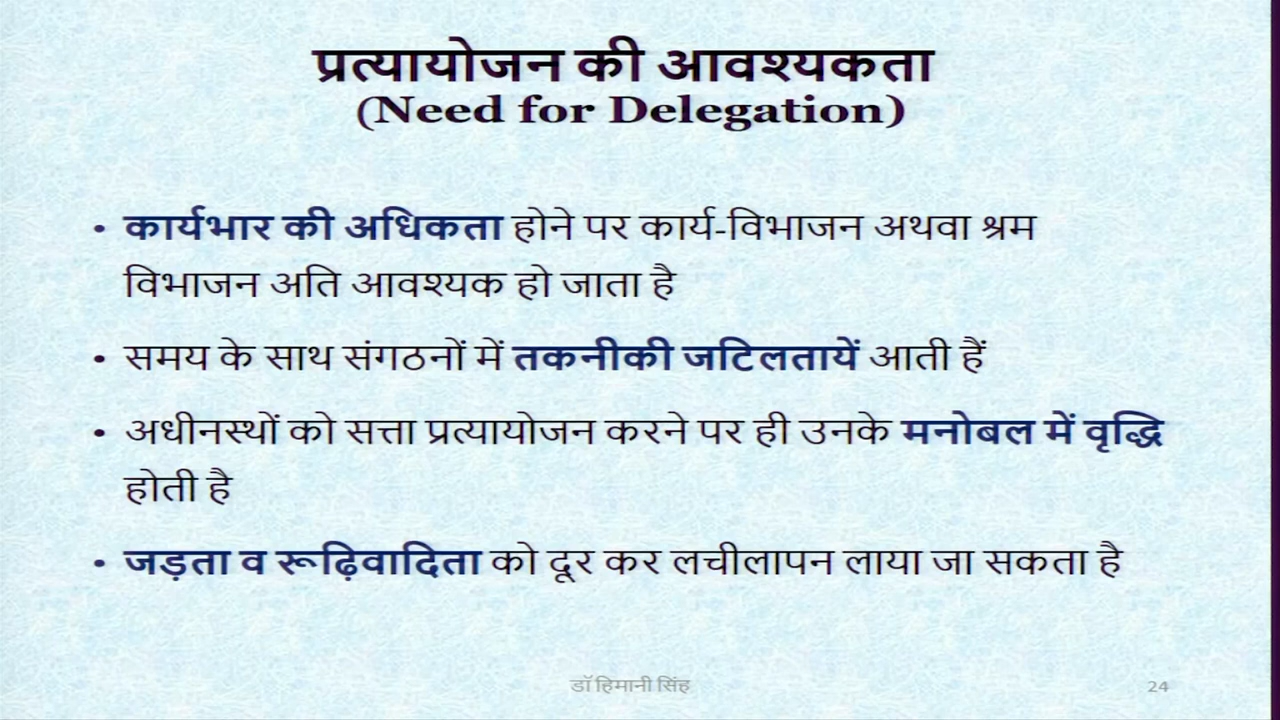 प्रत्यायोजन की आवश्यकता
(Need for Delegation)
• कार्यभार की अधिकता होने पर कार्य-विभाजन अथवा श्रम
विभाजन अति आवश्यक हो जाता है
• समय के साथ संगठनों में तकनीकी जटिलतायें आती हैं
• अधीनस्थों को सत्ता प्रत्यायोजन करने पर ही उनके मनोबल में वृद्धि
होती है
• जड़ता व रूढ़िवादिता को दूर कर लचीलापन लाया जा सकता है
डॉ हिमानी सिंह
24